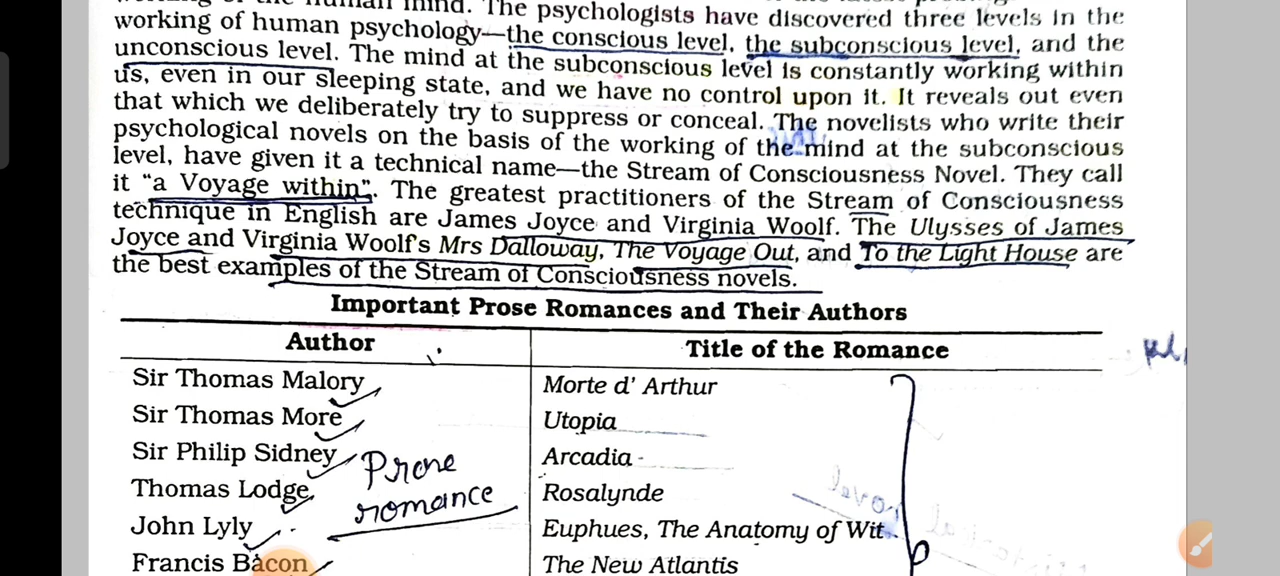 human mind. The psychologists have discovered three levels in the
working of human psychology—the conscious level, the subconscious level, and the
unconscious level. The mind at the subconscious level is constantly working within
us, even in our sleeping state, and we have no control upon it. It reveals out even
that which we deliberately try to suppress or conceal. The novelists who write their
psychological novels on the basis of the working of the mind at the subconscious
level, have given it a technical name—the Stream of Consciousness Novel. They call
it "a Voyage within". The greatest practitioners of the Stream of Consciousness
technique in English are James Joyce and Virginia Woolf. The Ulysses of James
Joyce and Virginia Woolf's Mrs Dalloway, The Voyage Out, and To the Light House are
the best examples of the Stream of Consciousness novels.
Important Prose Romances and Their Authors
Author Title of the Romance
Sir Thomas Malory Morte d' Arthur
Sir Thomas More Utopia
Sir Philip Sidney Arcadia
Prose
Thomas Lodge Rosalynde
romance
John Lyly Euphues, The Anatomy of Wit
Francis Bacon The New Atlantis